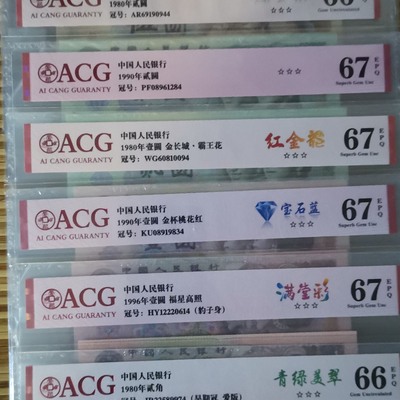 1980年贰圆
冠号: AR69190944
66
Gem Uncirculated
ACG
AI CANG GUARANTY
中国人民银行
1990年贰圆
冠号: PF08961284
☆☆☆
67
EPQ
Superb Gem Unc
ACG
AI CANG GUARANTY
中国人民银行
1980年壹圆 金长城·霸王花
冠号: WG60810094
红金龙
☆☆☆
67
EPQ
Superb Gem Unc
ACG
AI CANG GUARANTY
中国人民银行
1990年壹圆 金杯桃花红
冠号: KU08919834
宝石蓝
☆☆☆
67
EPQ
Superb Gem Unc
ACG
AI CANG GUARANTY
中国人民银行
1996年壹圆 福星高照
冠号: HY12220614 (豹子身)
满堂彩
☆☆☆
67
EPQ
Superb Gem Unc
ACG
AI CANG GUARANTY
中国人民银行
1980年贰角
青绿美翠
☆☆☆
66
EPQ
Gem Uncirculated